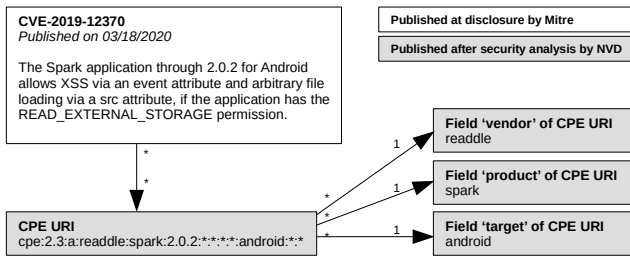 CVE-2019-12370
Published on 03/18/2020
The Spark application through 2.0.2 for Android
allows XSS via an event attribute and arbitrary file
loading via a src attribute, if the application has the
READ_EXTERNAL_STORAGE permission.
Published at disclosure by Mitre
Published after security analysis by NVD
*
*
CPE URI
cpe:2.3:a:readdle:spark:2.0.2:*:*:*:*:android:*:*
*
1
Field ‘vendor’ of CPE URI
readdle
*
1
Field ‘product’ of CPE URI
spark
*
1
Field ‘target’ of CPE URI
android